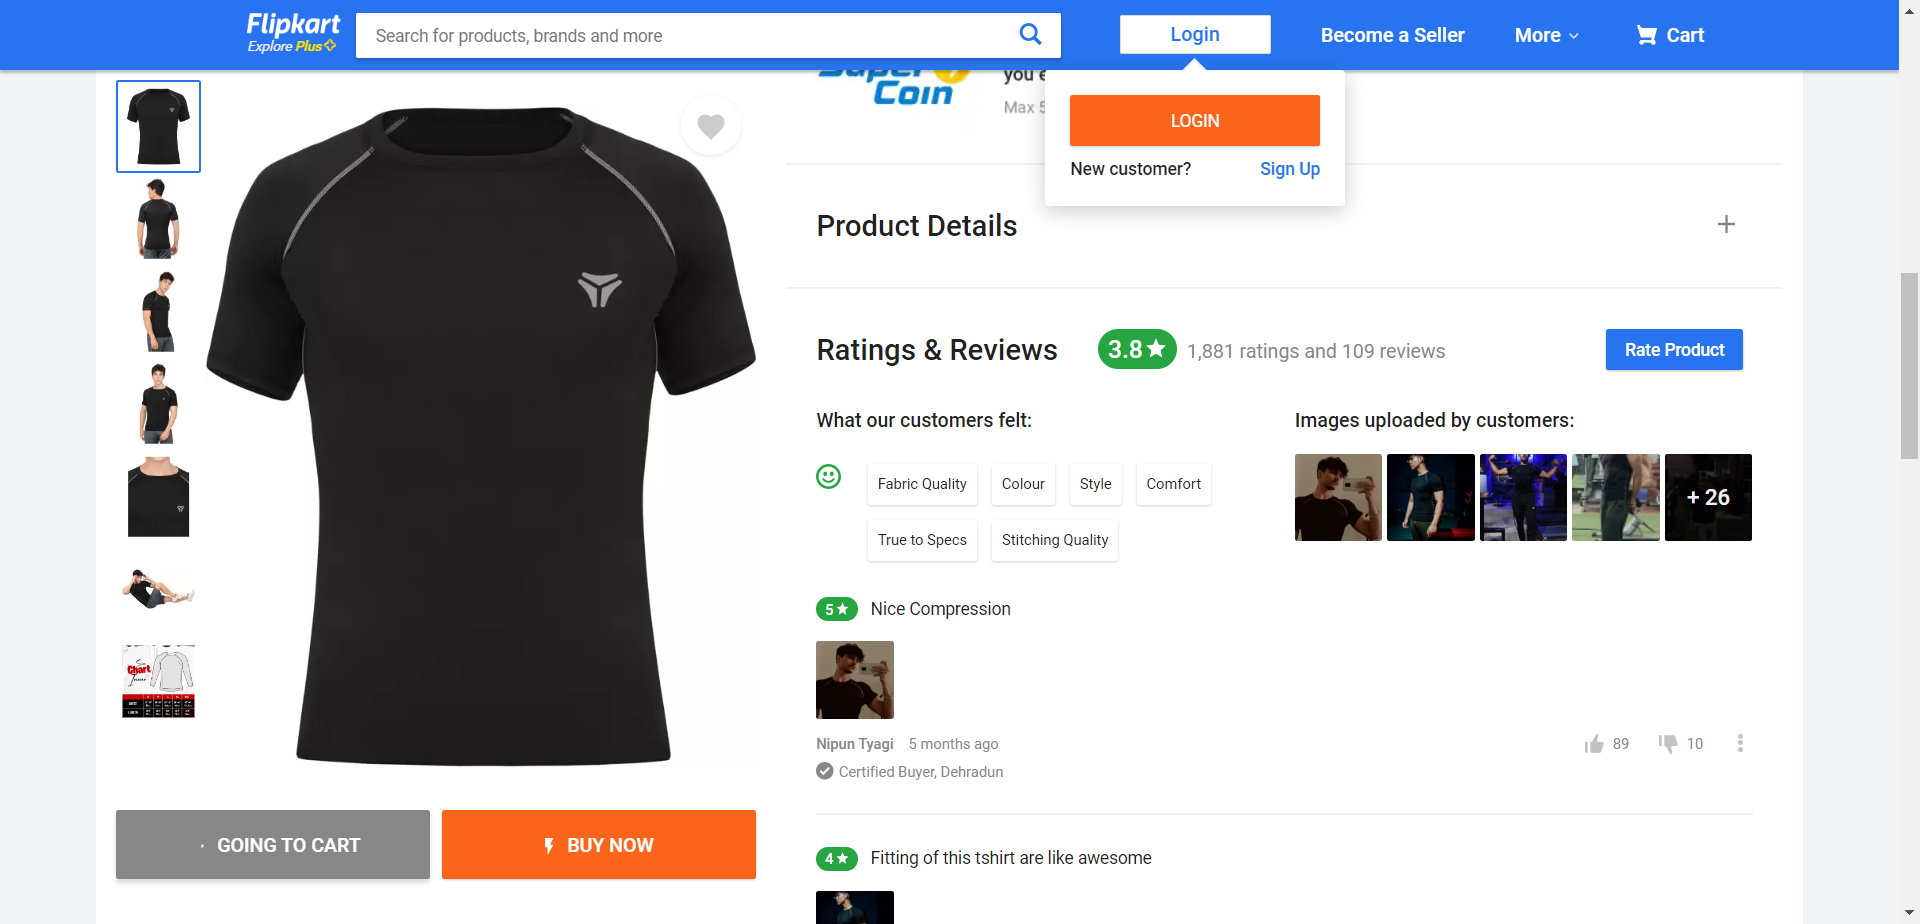 Flipkart
Explore Plus
Search for products, brands and more
Login
Become a Seller
More
Cart
Super
Coin
you e
Max 5
LOGIN
New customer? Sign Up
Product Details
Ratings & Reviews 3.8 1,881 ratings and 109 reviews Rate Product
What our customers felt:
Images uploaded by customers:
Fabric Quality Colour Style Comfort
True to Specs Stitching Quality
+ 26
5 Nice Compression
Nipun Tyagi 5 months ago 89 10
Certified Buyer, Dehradun
4 Fitting of this tshirt are like awesome
Chart
GOING TO CART
BUY NOW